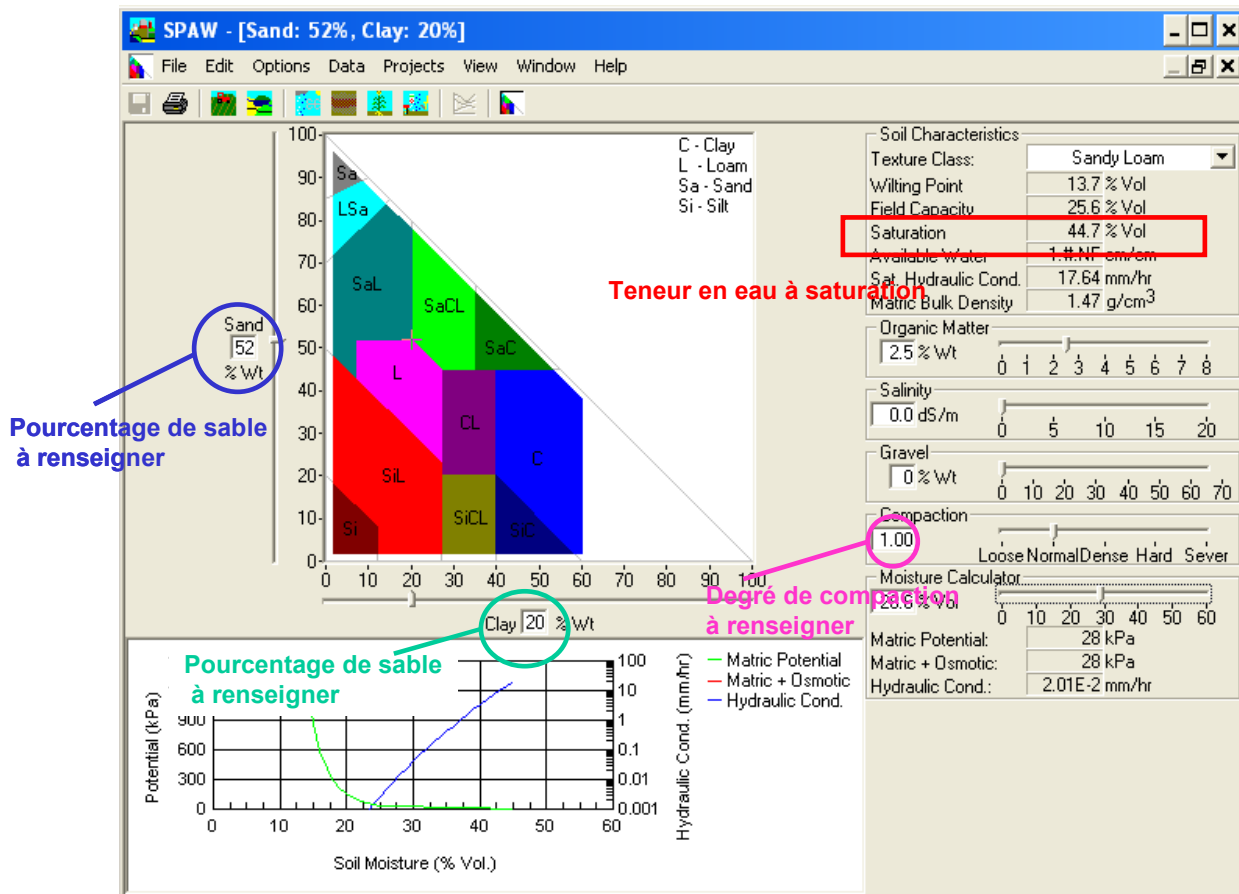 SPAW - [Sand: 52%, Clay: 20%]
File Edit Options Data Projects View Window Help
C - Clay
L - Loam
Sa - Sand
Si - Silt
100
90
80
70
60
50
40
30
20
10
0
Sa
LSa
SaL
SaCL
SaC
L
CL
C
SiL
SiCL
SiC
Si
0 10 20 30 40 50 60 70 80 90 100
Sand
52
% Wt
Pourcentage de sable
à renseigner
Clay 20 % Wt
Pourcentage de sable
à renseigner
Soil Characteristics
Texture Class: Sandy Loam
Wilting Point 13.7 % Vol
Field Capacity 25.6 % Vol
Saturation 44.7 % Vol
Available Water 1.#.NF cm/cm
Sat. Hydraulic Cond. 17.64 mm/hr
Matric Bulk Density 1.47 g/cm3
Teneur en eau à saturation
Organic Matter
2.5 % Wt
0 1 2 3 4 5 6 7 8
Salinity
0.0 dS/m
0 5 10 15 20
Gravel
0 % Wt
0 10 20 30 40 50 60 70
Compaction
1.00
Loose Normal Dense Hard Sever
Degré de compaction
à renseigner
Moisture Calculator
28.6 % Vol
0 10 20 30 40 50 60
Matric Potential: 28 kPa
Matric + Osmotic: 28 kPa
Hydraulic Cond.: 2.01E-2 mm/hr
Potential (kPa)
900
600
300
0
0 10 20 30 40 50 60
Soil Moisture (% Vol.)
100
10
1
0.1
0.01
0.001
Hydraulic Cond. (mm/hr)
Matric Potential
Matric + Osmotic
Hydraulic Cond.